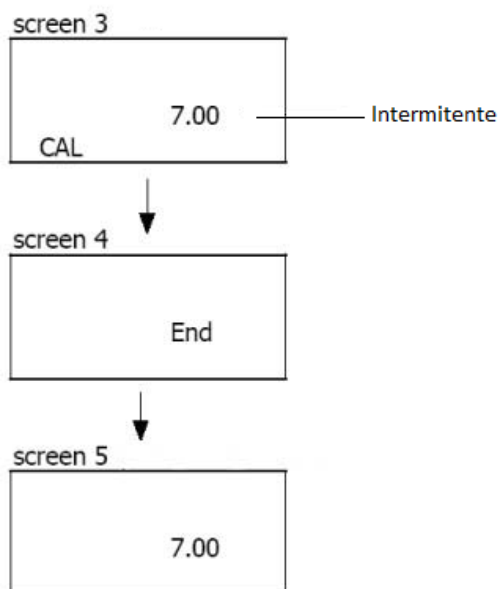 screen 3
7.00
Intermitente
CAL
screen 4
End
screen 5
7.00